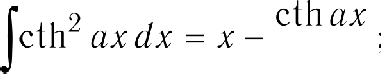 ∫cth² ax dx = x − cth ax ;